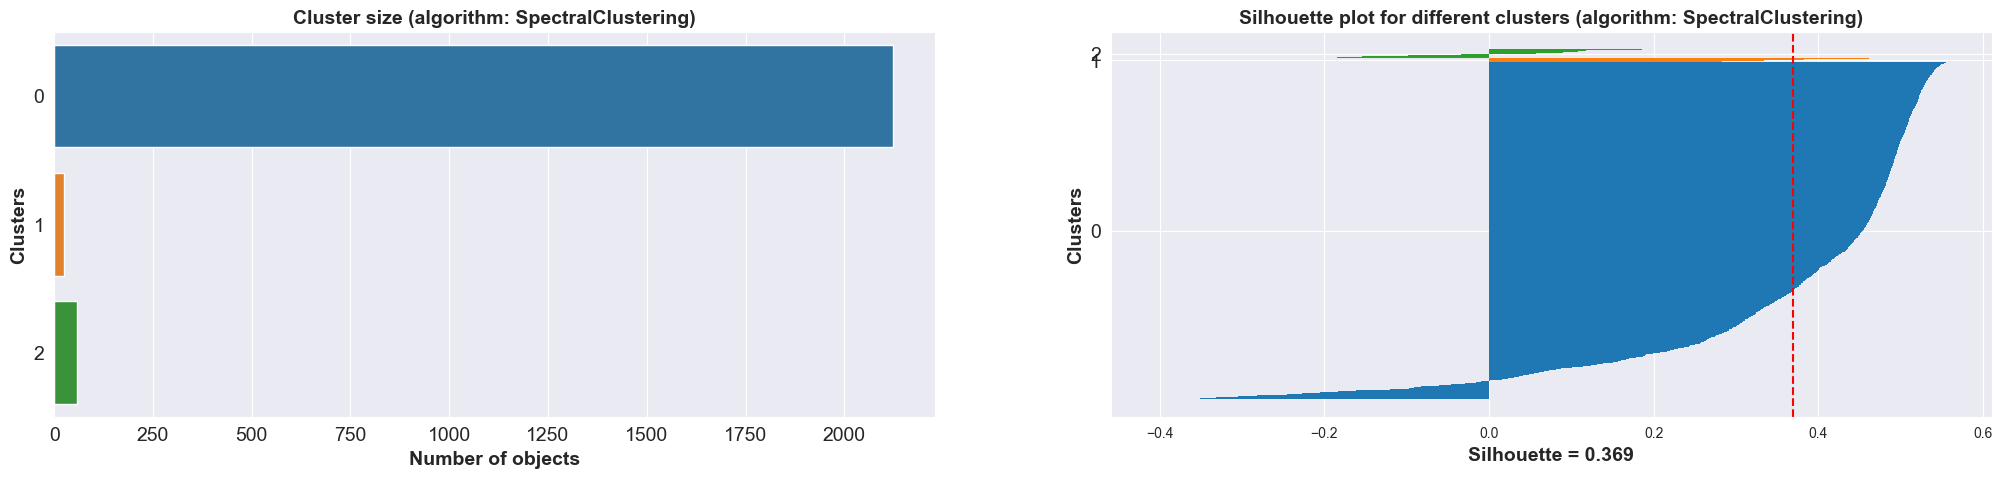 Cluster size (algorithm: SpectralClustering)
Clusters
0
1
2
0 250 500 750 1000 1250 1500 1750 2000
Number of objects
Silhouette plot for different clusters (algorithm: SpectralClustering)
Clusters
2
1
0
−0.4 −0.2 0.0 0.2 0.4 0.6
Silhouette = 0.369